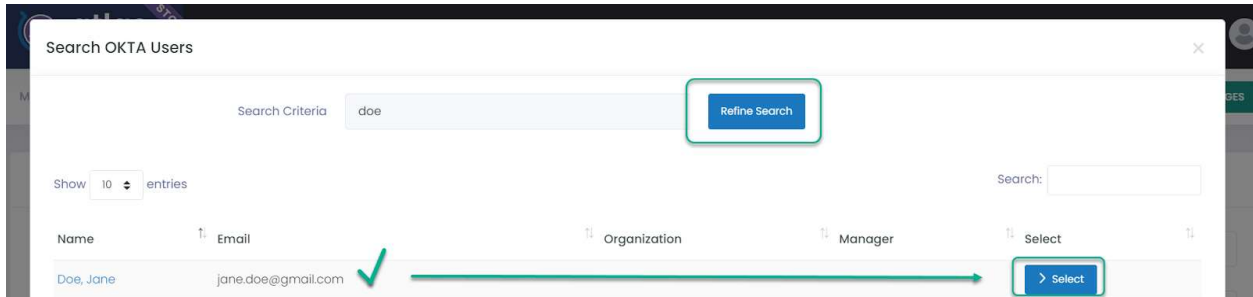 Search OKTA Users
Search Criteria doe Refine Search
Show 10 entries Search:
Name Email Organization Manager Select
Doe, Jane jane.doe@gmail.com Select
GES